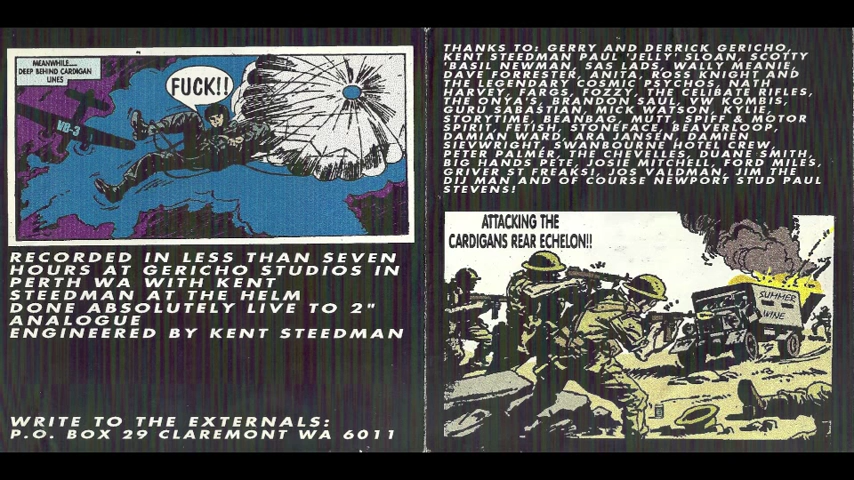 MEANWHILE....
DEEP BEHIND CARDIGAN
LINES
FUCK!!
VB-3
RECORDED IN LESS THAN SEVEN
HOURS AT GERICHO STUDIOS IN
PERTH WA WITH KENT
STEEDMAN AT THE HELM
DONE ABSOLUTELY LIVE TO 2"
ANALOGUE
ENGINEERED BY KENT STEEDMAN
WRITE TO THE EXTERNALS:
P.O. BOX 29 CLAREMONT WA 6011
THANKS TO: GERRY AND DERRICK GERICHO,
KENT STEEDMAN PAUL 'JELLY' SLOAN, SCOTTY
'BASIL NEWMAN, SAS LADS, WALLY MEANIE,
DAVE FORRESTER, ANITA, ROSS KNIGHT AND
THE LEGENDARY COSMIC PSYCHOS, NATH
HARVEY, FARGS, FOZZY, THE CELIBATE RIFLES,
THE ONYA'S, BRANDON SAUL, VW KOMBIS,
GURU SABASTIAN, MICK WATSON, KYLIE,
STORYTIME, BEANBAG, MUTT, SPIFF & MOTOR
SPIRIT, FETISH, STONEFACE, BEAVERLOOP,
DAMIAN WARD, ARA JANSEN, DAMIEN
SIEVWRIGHT, SWANBOURNE HOTEL CREW,
PETER PALMER, THE CHEVELLES, DUANE SMITH,
BIG HANDS PETE, JOSIE MITCHELL, FORD MILES,
GRIVER ST FREAKS!, JOS VALDMAN, JIM THE
DIJ MAN AND OF COURSE NEWPORT STUD PAUL
STEVENS!
ATTACKING THE
CARDIGANS REAR ECHELON!!
SUMMER
WINE